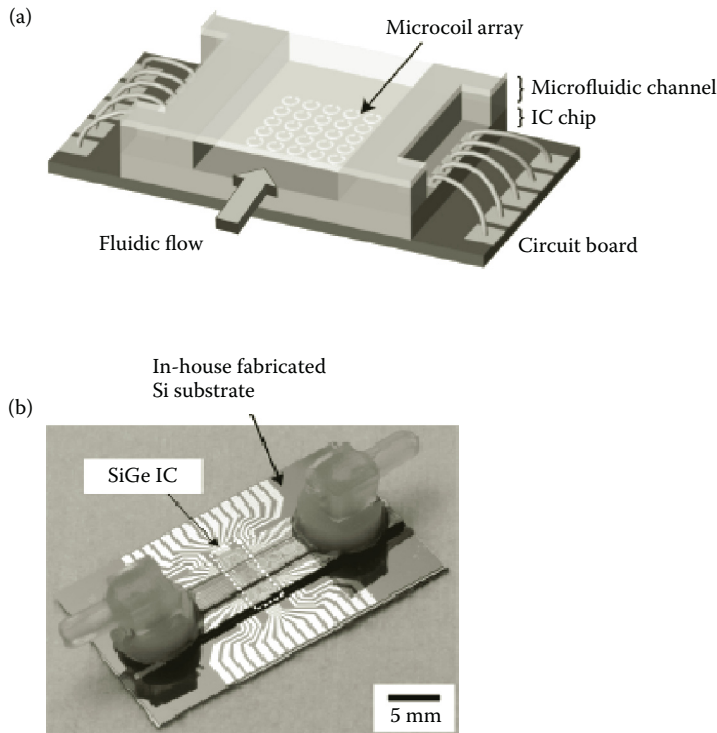 (a)
Microcoil array
Microfluidic channel
IC chip
Fluidic flow
Circuit board
In-house fabricated
Si substrate
(b)
SiGe IC
5 mm